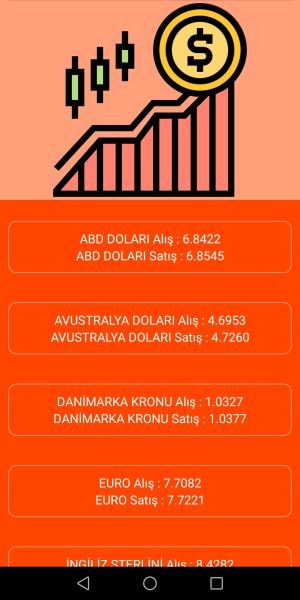 $
ABD DOLARI Alış : 6.8422
ABD DOLARI Satış : 6.8545
AVUSTRALYA DOLARI Alış : 4.6953
AVUSTRALYA DOLARI Satış : 4.7260
DANİMARKA KRONU Alış : 1.0327
DANİMARKA KRONU Satış : 1.0377
EURO Alış : 7.7082
EURO Satış : 7.7221
İNGİLİZ STERLİNİ Alış : 8.4282